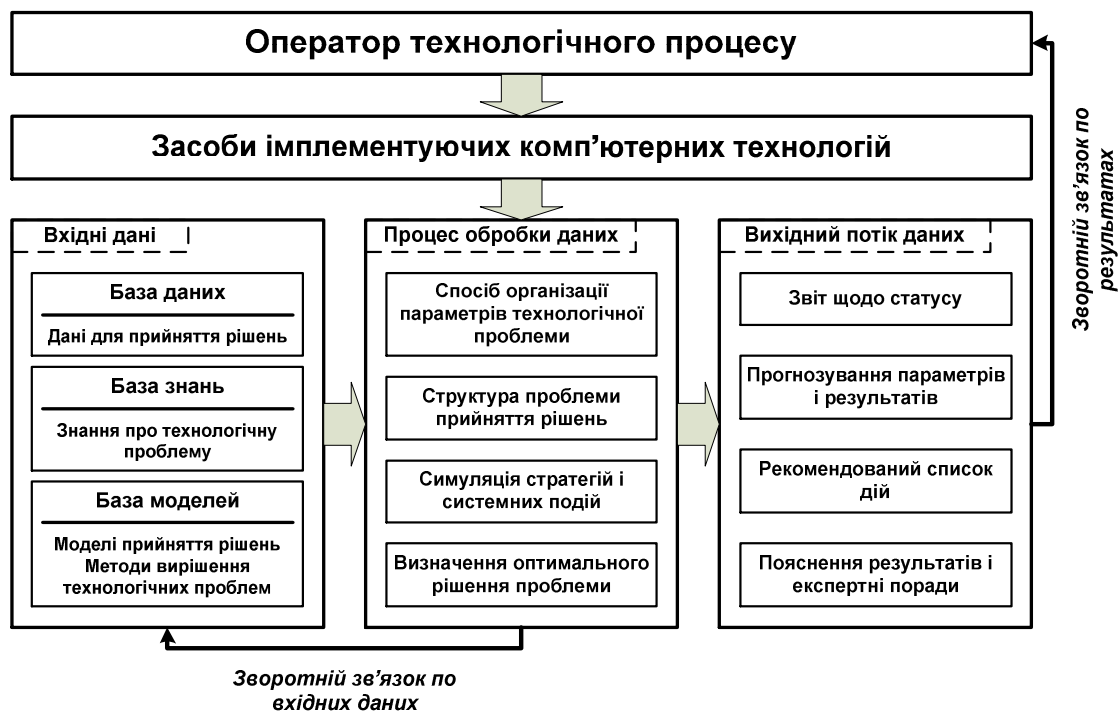 Оператор технологічного процесу
Засоби імплементуючих комп’ютерних технологій
Вхідні дані
База даних
Дані для прийняття рішень
База знань
Знання про технологічну
проблему
База моделей
Моделі прийняття рішень
Методи вирішення
технологічних проблем
Процес обробки даних
Спосіб організації
параметрів технологічної
проблеми
Структура проблеми
прийняття рішень
Симуляція стратегій і
системних подій
Визначення оптимального
рішення проблеми
Вихідний потік даних
Звіт щодо статусу
Прогнозування параметрів
і результатів
Рекомендований список
дій
Пояснення результатів і
експертні поради
Зворотній зв’язок по
результатах
Зворотній зв’язок по
вхідних даних